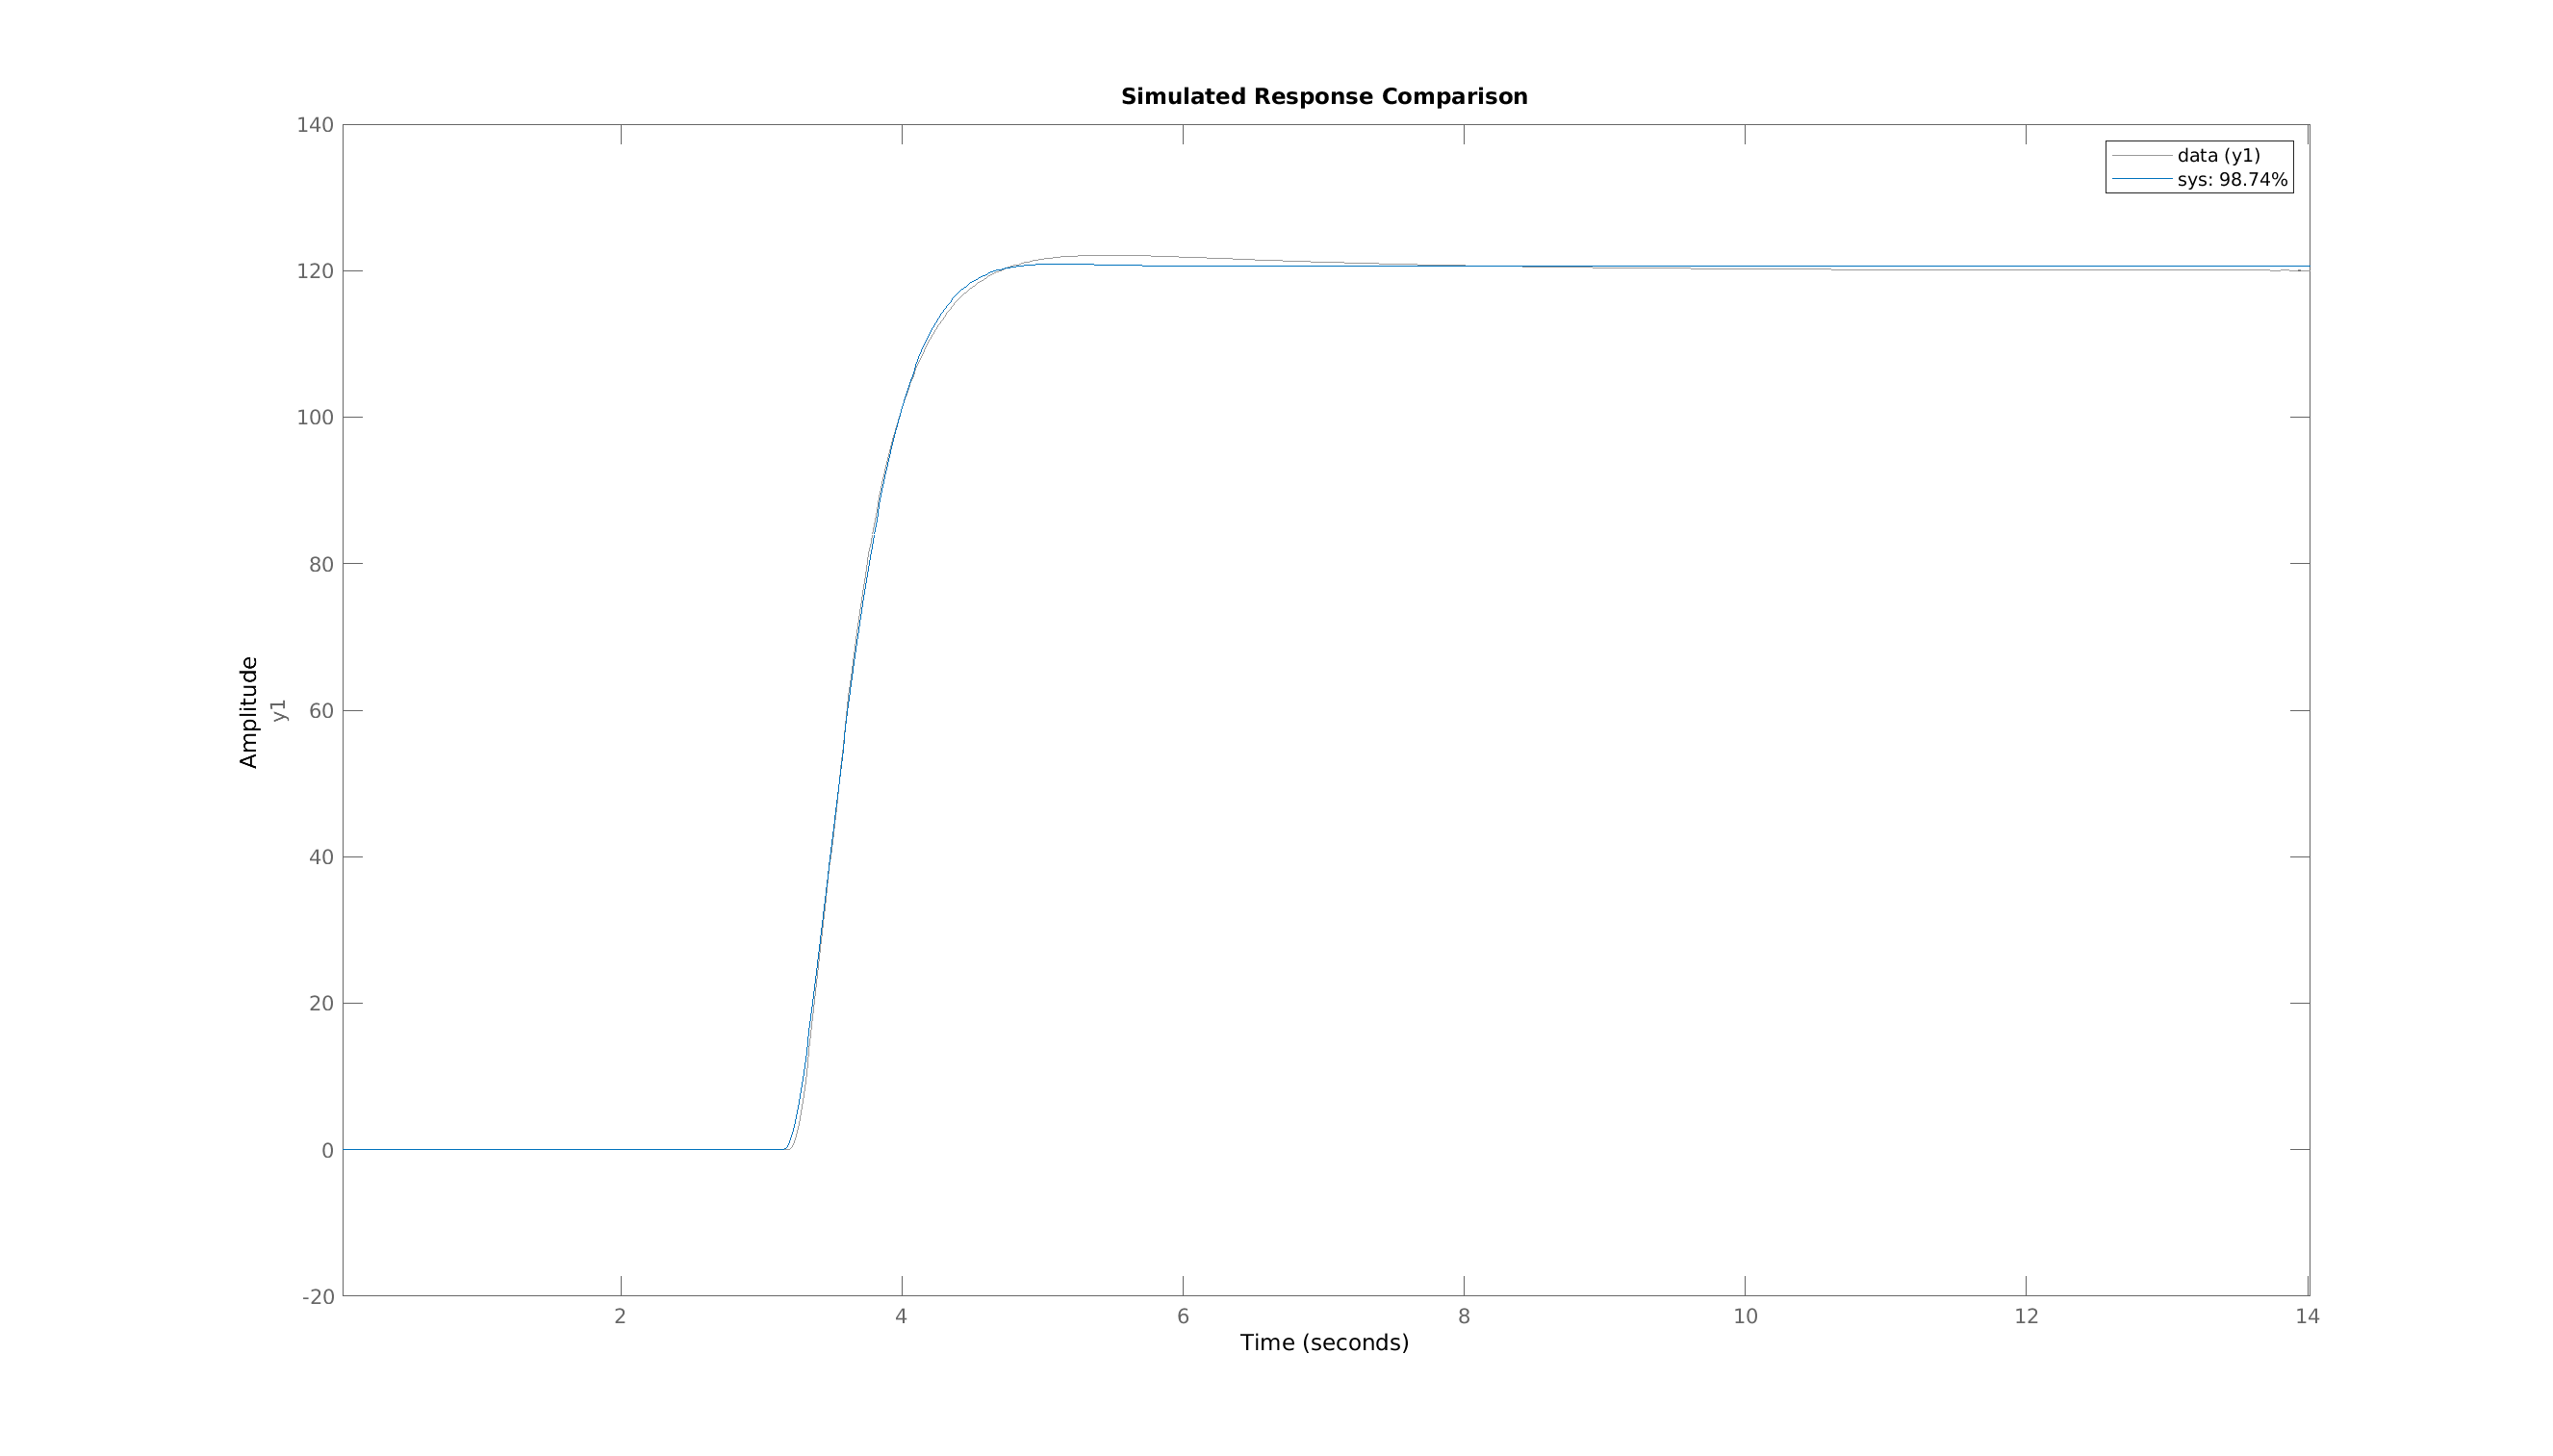 Simulated Response Comparison
data (y1)
sys: 98.74%
140
120
100
80
60
40
20
0
-20
Amplitude
y1
2 4 6 8 10 12 14
Time (seconds)